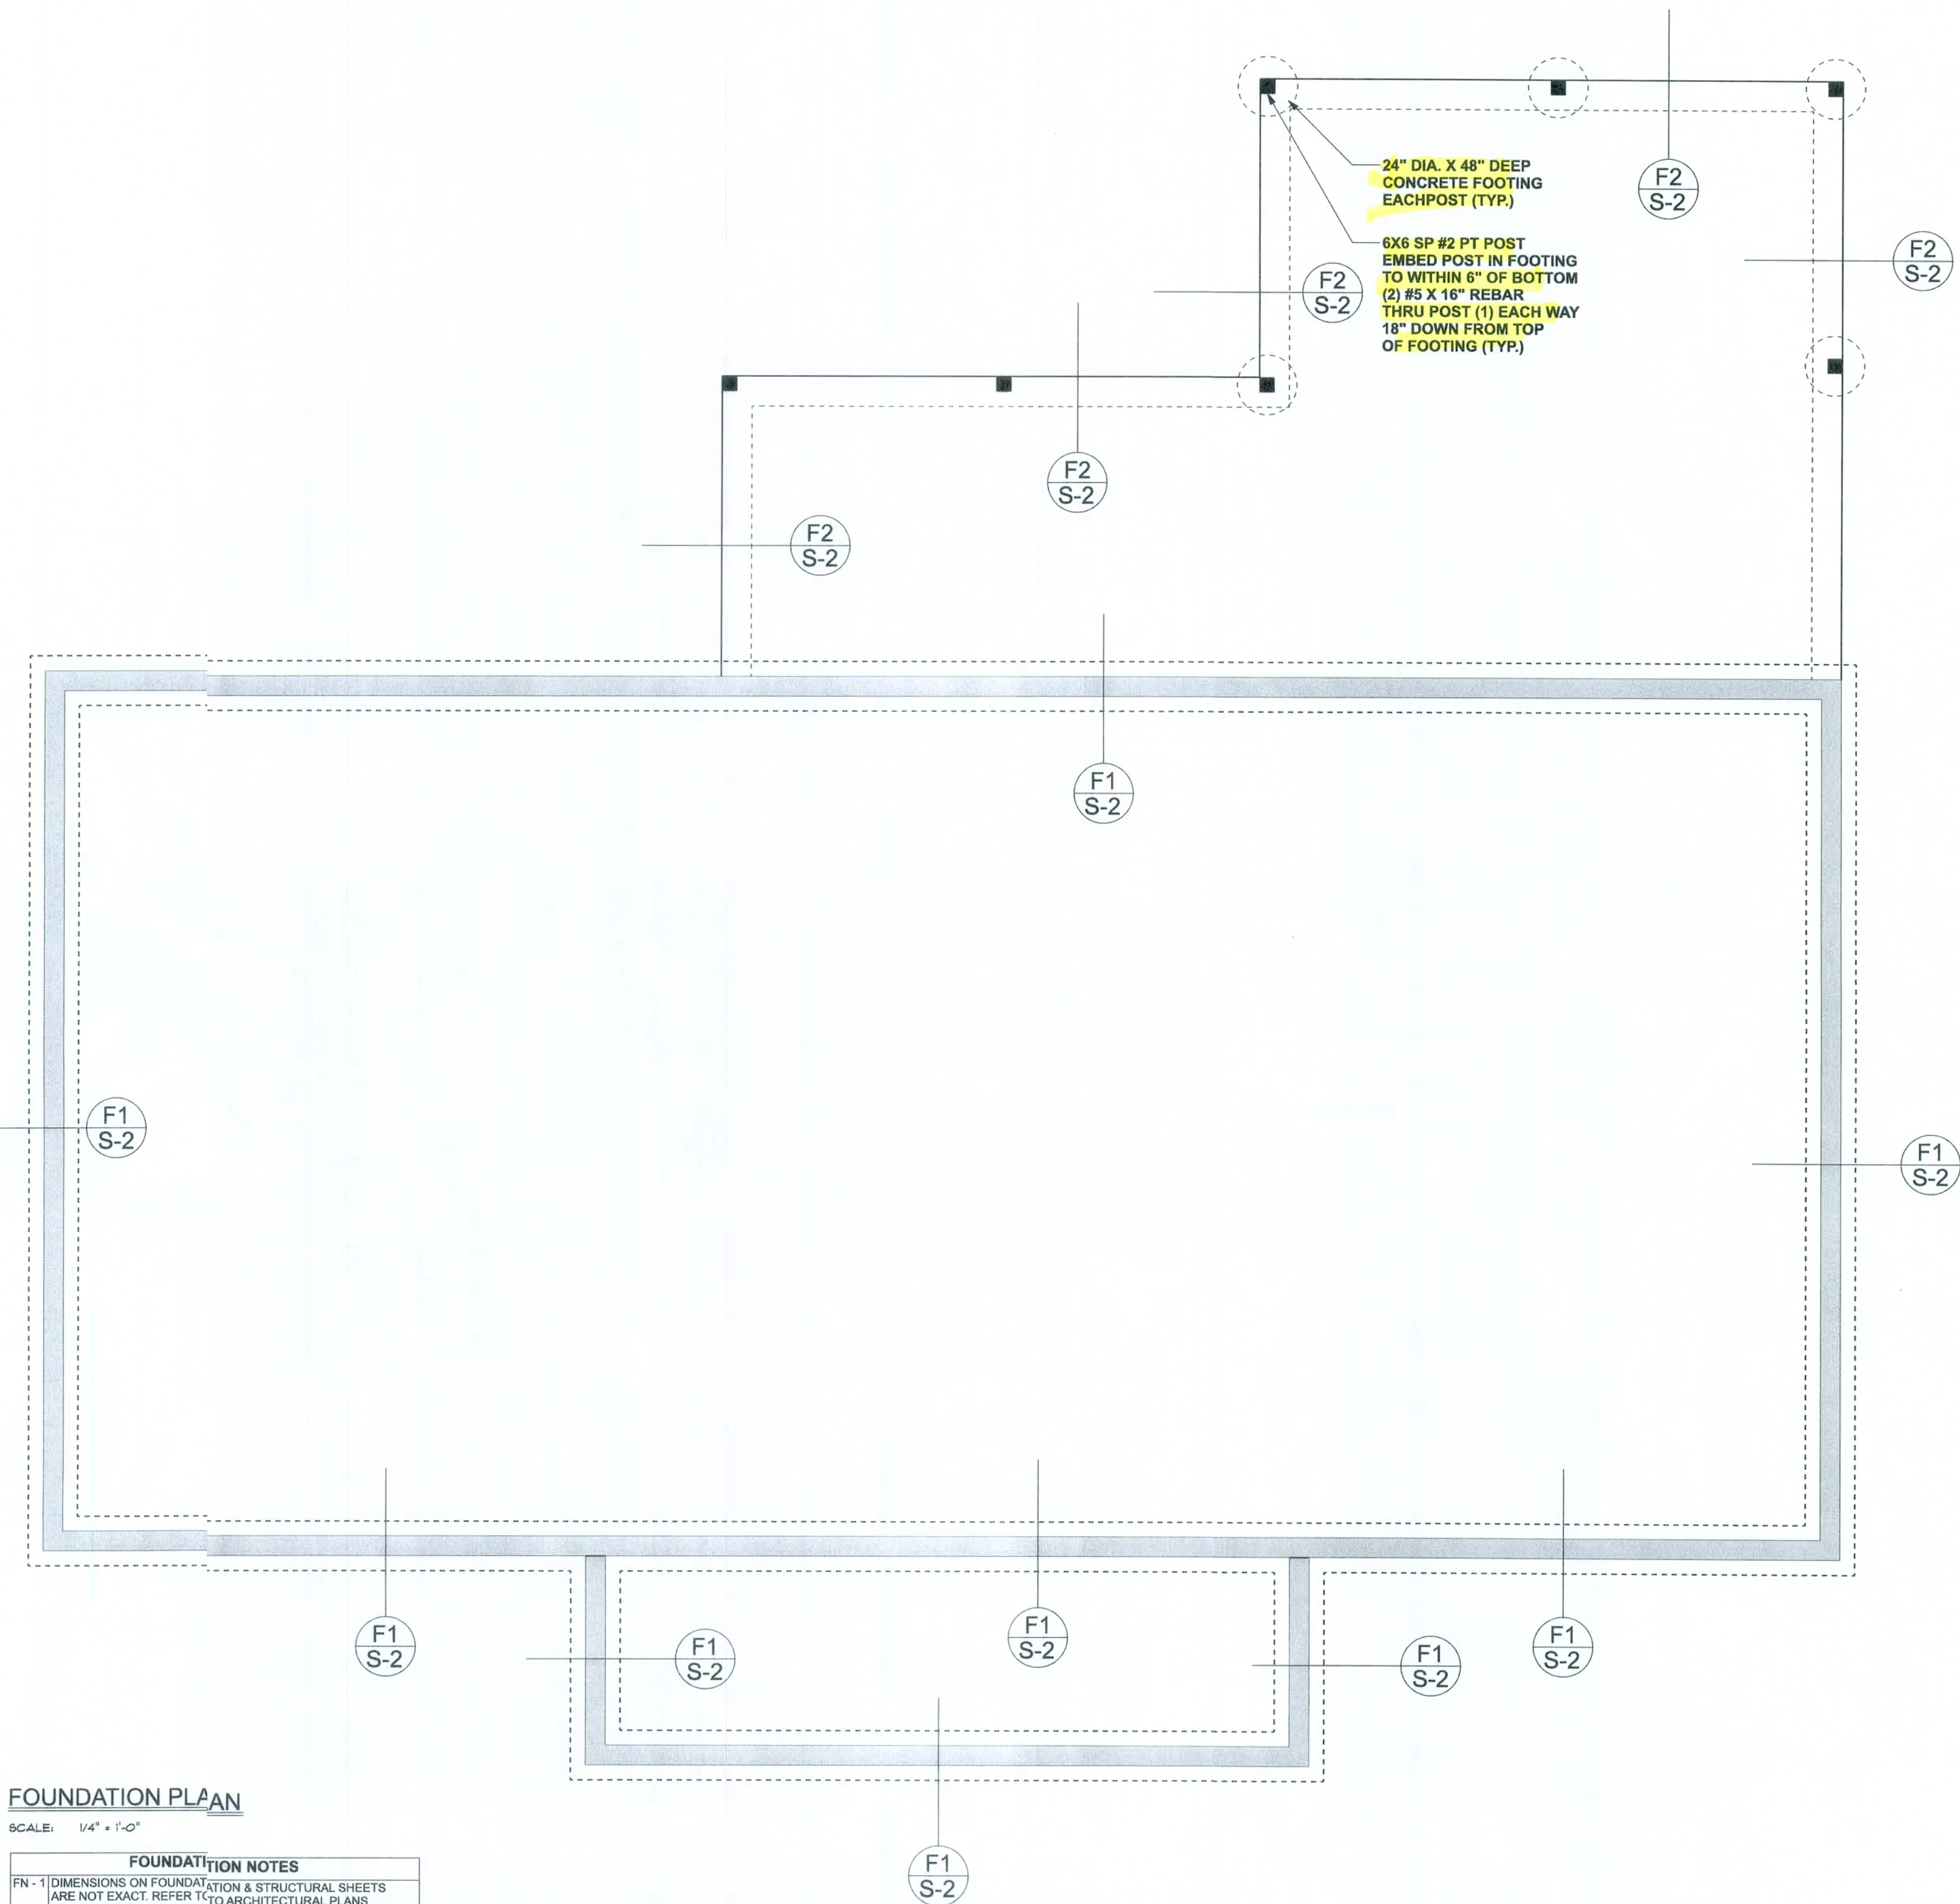 24" DIA. X 48" DEEP
CONCRETE FOOTING
EACHPOST (TYP.)
F2
S-2
6X6 SP #2 PT POST
EMBED POST IN FOOTING
TO WITHIN 6" OF BOTTOM
(2) #5 X 16" REBAR
THRU POST (1) EACH WAY
18" DOWN FROM TOP
OF FOOTING (TYP.)
F2
S-2
F2
S-2
F2
S-2
F2
S-2
F1
S-2
F1
S-2
F1
S-2
F1
S-2
F1
S-2
F1
S-2
F1
S-2
F1
S-2
F1
S-2
FOUNDATION PLAAN
SCALE: 1/4" = 1'-0"
FOUNDATITION NOTES
FN - 1 DIMENSIONS ON FOUNDATATION & STRUCTURAL SHEETS
ARE NOT EXACT. REFER TOTO ARCHITECTURAL PLANS